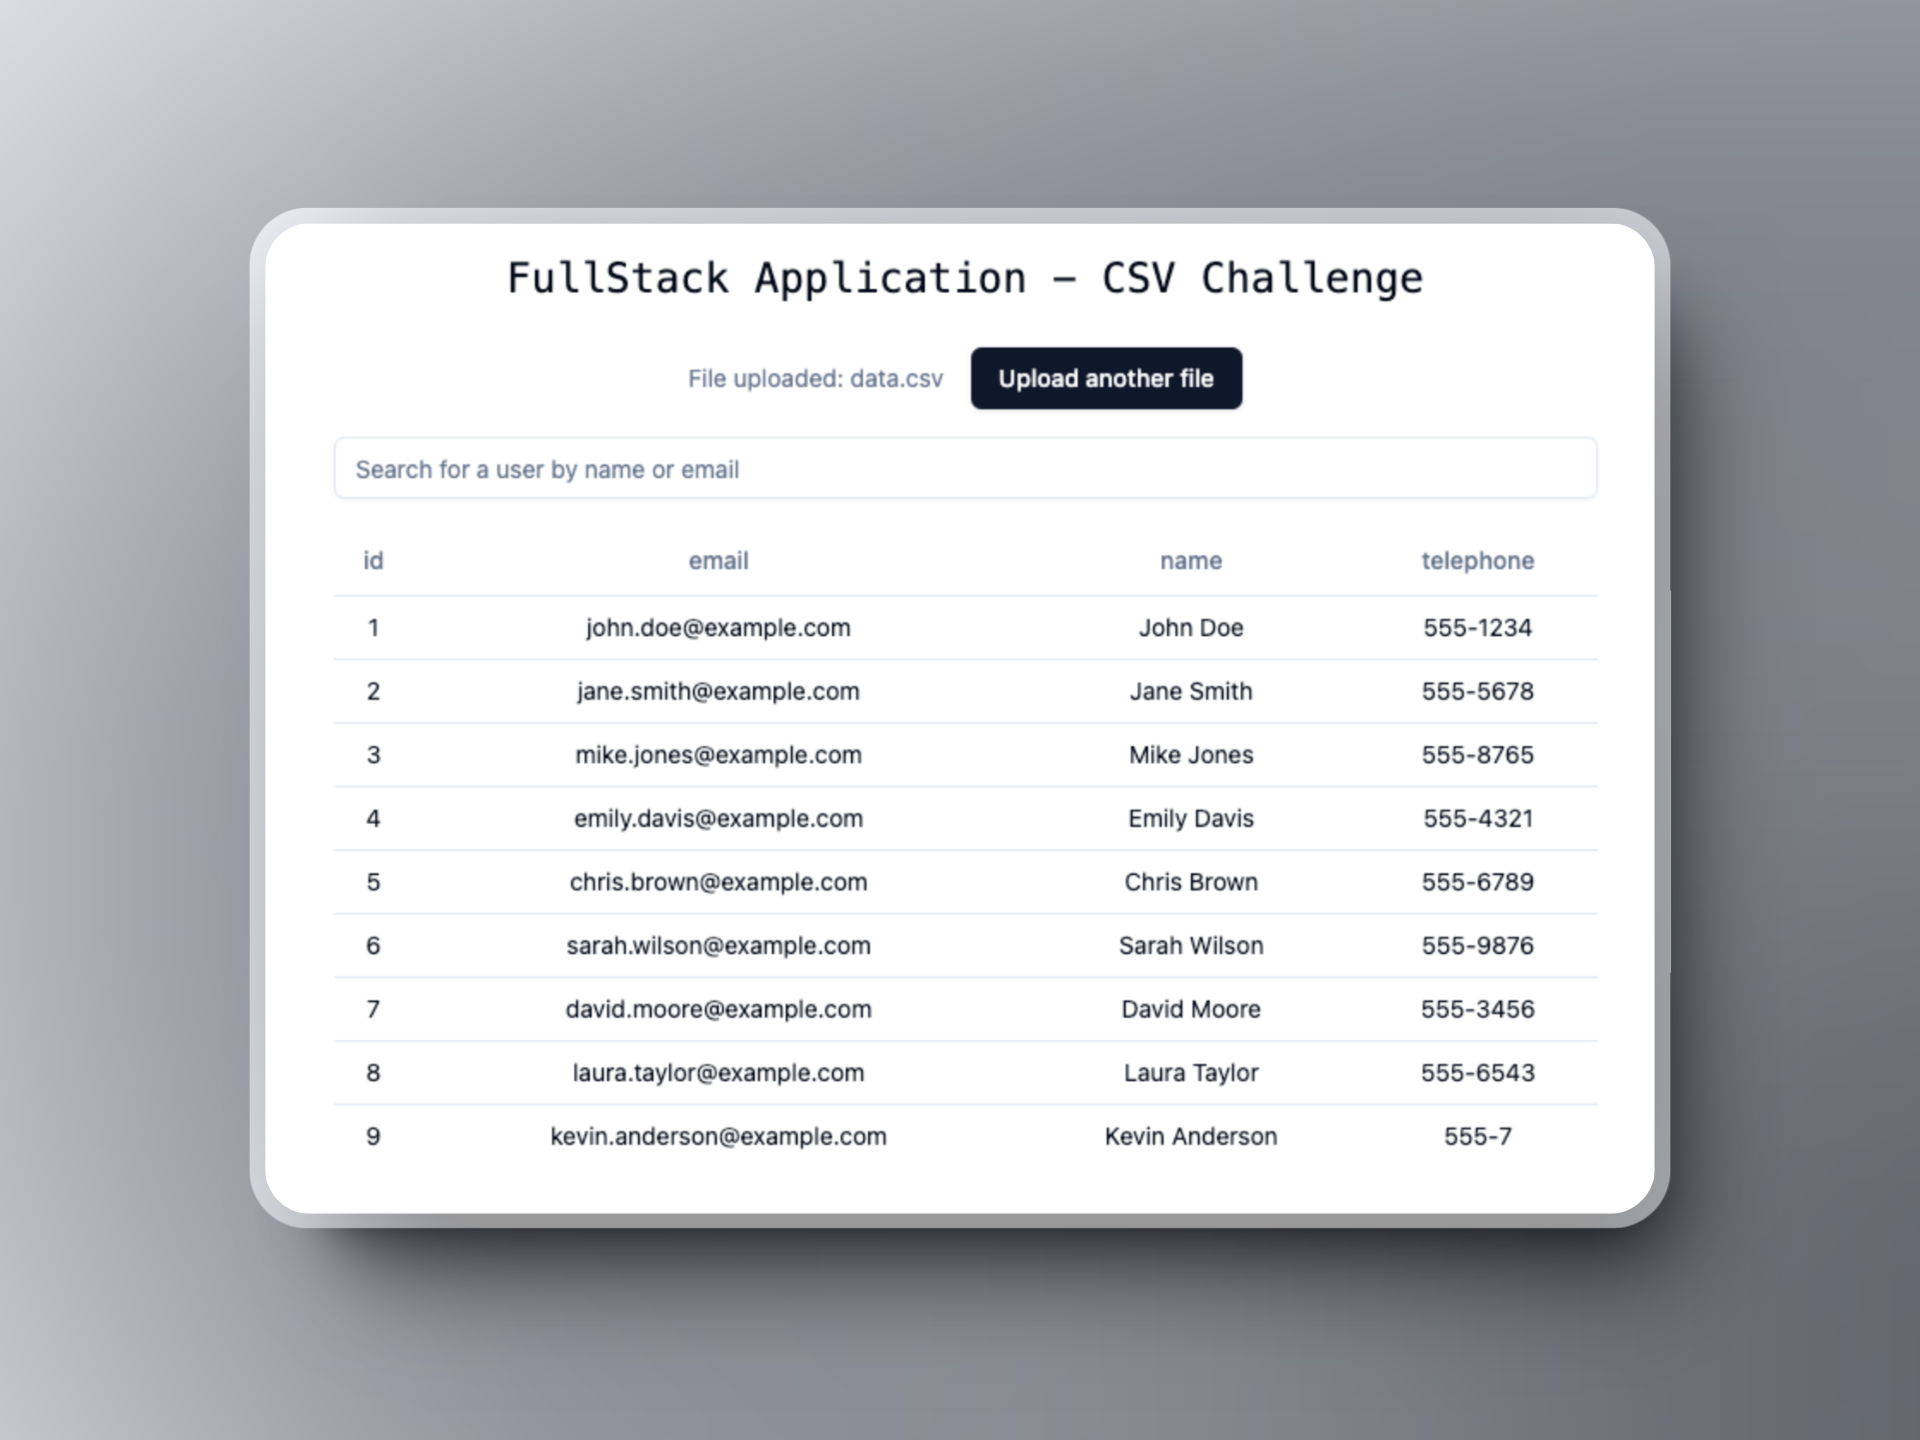 FullStack Application – CSV Challenge
File uploaded: data.csv Upload another file
Search for a user by name or email
id email name telephone
1 john.doe@example.com John Doe 555-1234
2 jane.smith@example.com Jane Smith 555-5678
3 mike.jones@example.com Mike Jones 555-8765
4 emily.davis@example.com Emily Davis 555-4321
5 chris.brown@example.com Chris Brown 555-6789
6 sarah.wilson@example.com Sarah Wilson 555-9876
7 david.moore@example.com David Moore 555-3456
8 laura.taylor@example.com Laura Taylor 555-6543
9 kevin.anderson@example.com Kevin Anderson 555-7